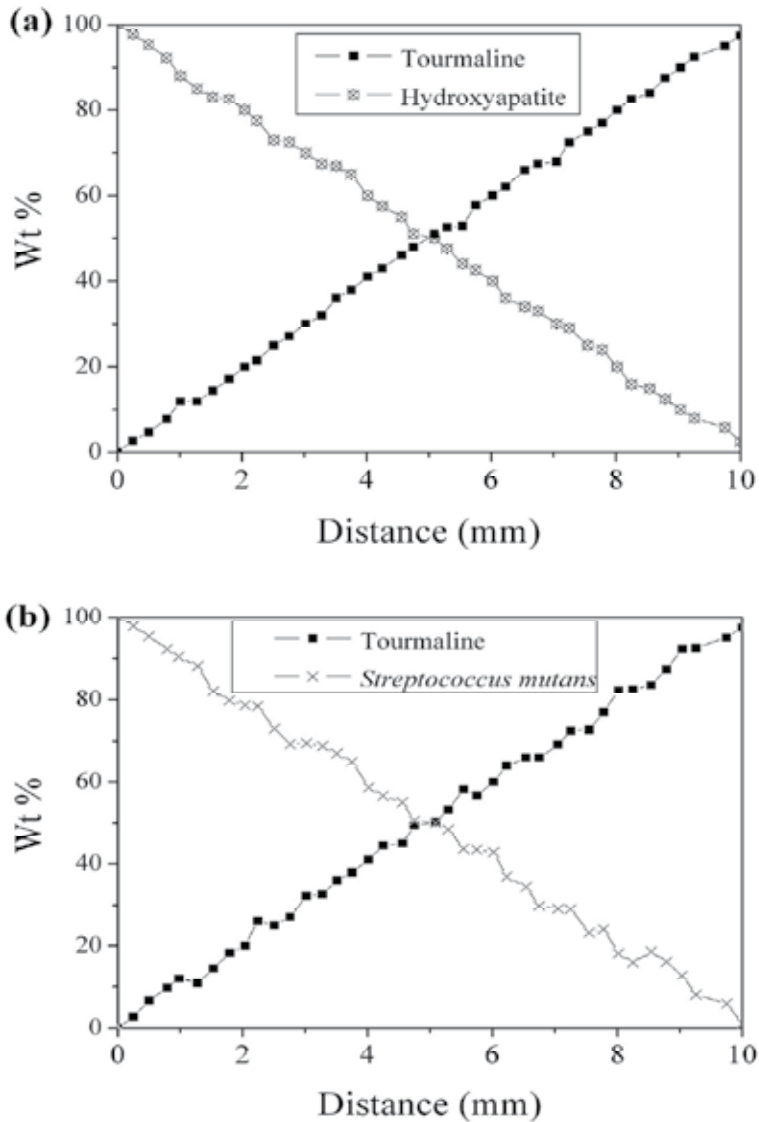 (a)
Wt %
100
80
60
40
20
0
Tourmaline
Hydroxyapatite
0 2 4 6 8 10
Distance (mm)
(b)
Wt %
100
80
60
40
20
0
Tourmaline
Streptococcus mutans
0 2 4 6 8 10
Distance (mm)